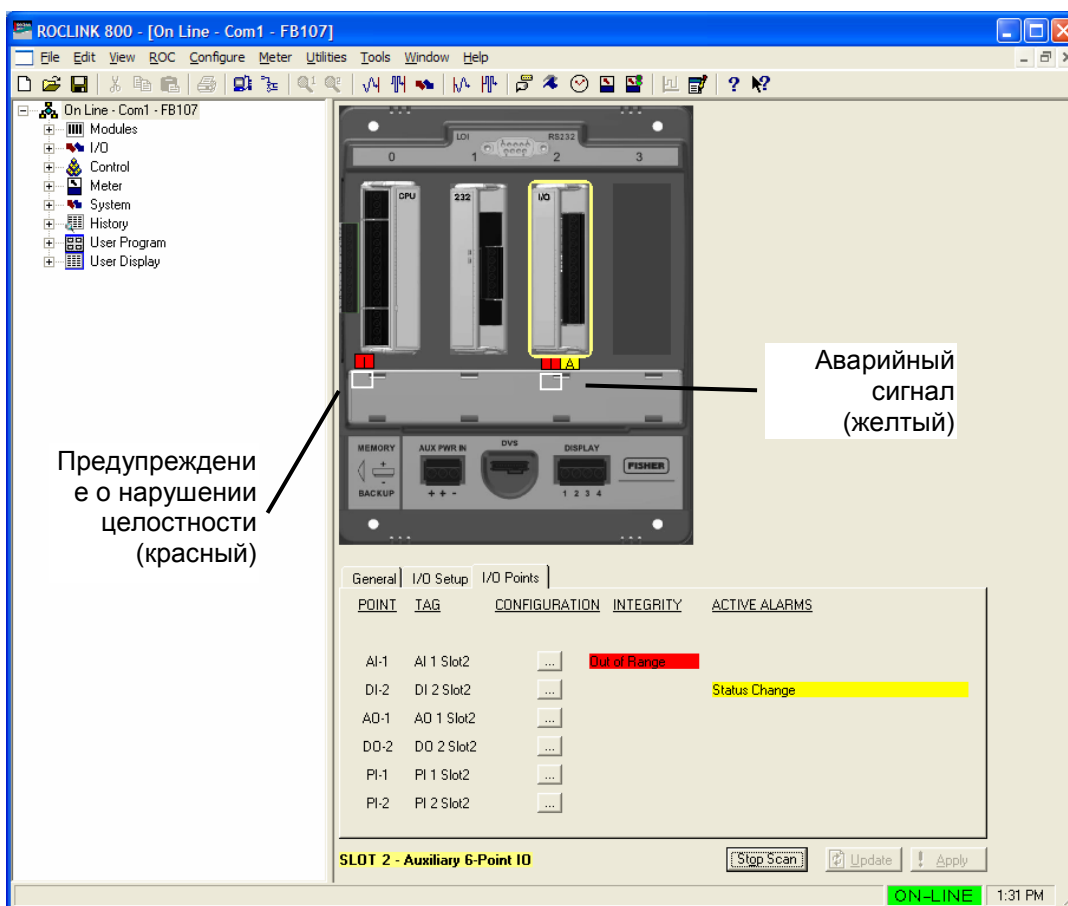 ROCLINK 800 - [On Line - Com1 - FB107]
File Edit View ROC Configure Meter Utilities Tools Window Help
On Line - Com1 - FB107
Modules
I/O
Control
Meter
System
History
User Program
User Display
LOI RS232
0 1 2 3
CPU 232 I/O
I I A
Аварийный
сигнал
(желтый)
Предупреждени
е о нарушении
целостности
(красный)
MEMORY AUX PWR IN DVS DISPLAY
+
-
FISHER
BACKUP + + - 1 2 3 4
General I/O Setup I/O Points
POINT TAG CONFIGURATION INTEGRITY ACTIVE ALARMS
AI-1 AI 1 Slot2 ... Out of Range
DI-2 DI 2 Slot2 ... Status Change
AO-1 AO 1 Slot2 ...
DO-2 DO 2 Slot2 ...
PI-1 PI 1 Slot2 ...
PI-2 PI 2 Slot2 ...
SLOT 2 - Auxiliary 6-Point IO Stop Scan Update Apply
ON-LINE 1:31 PM